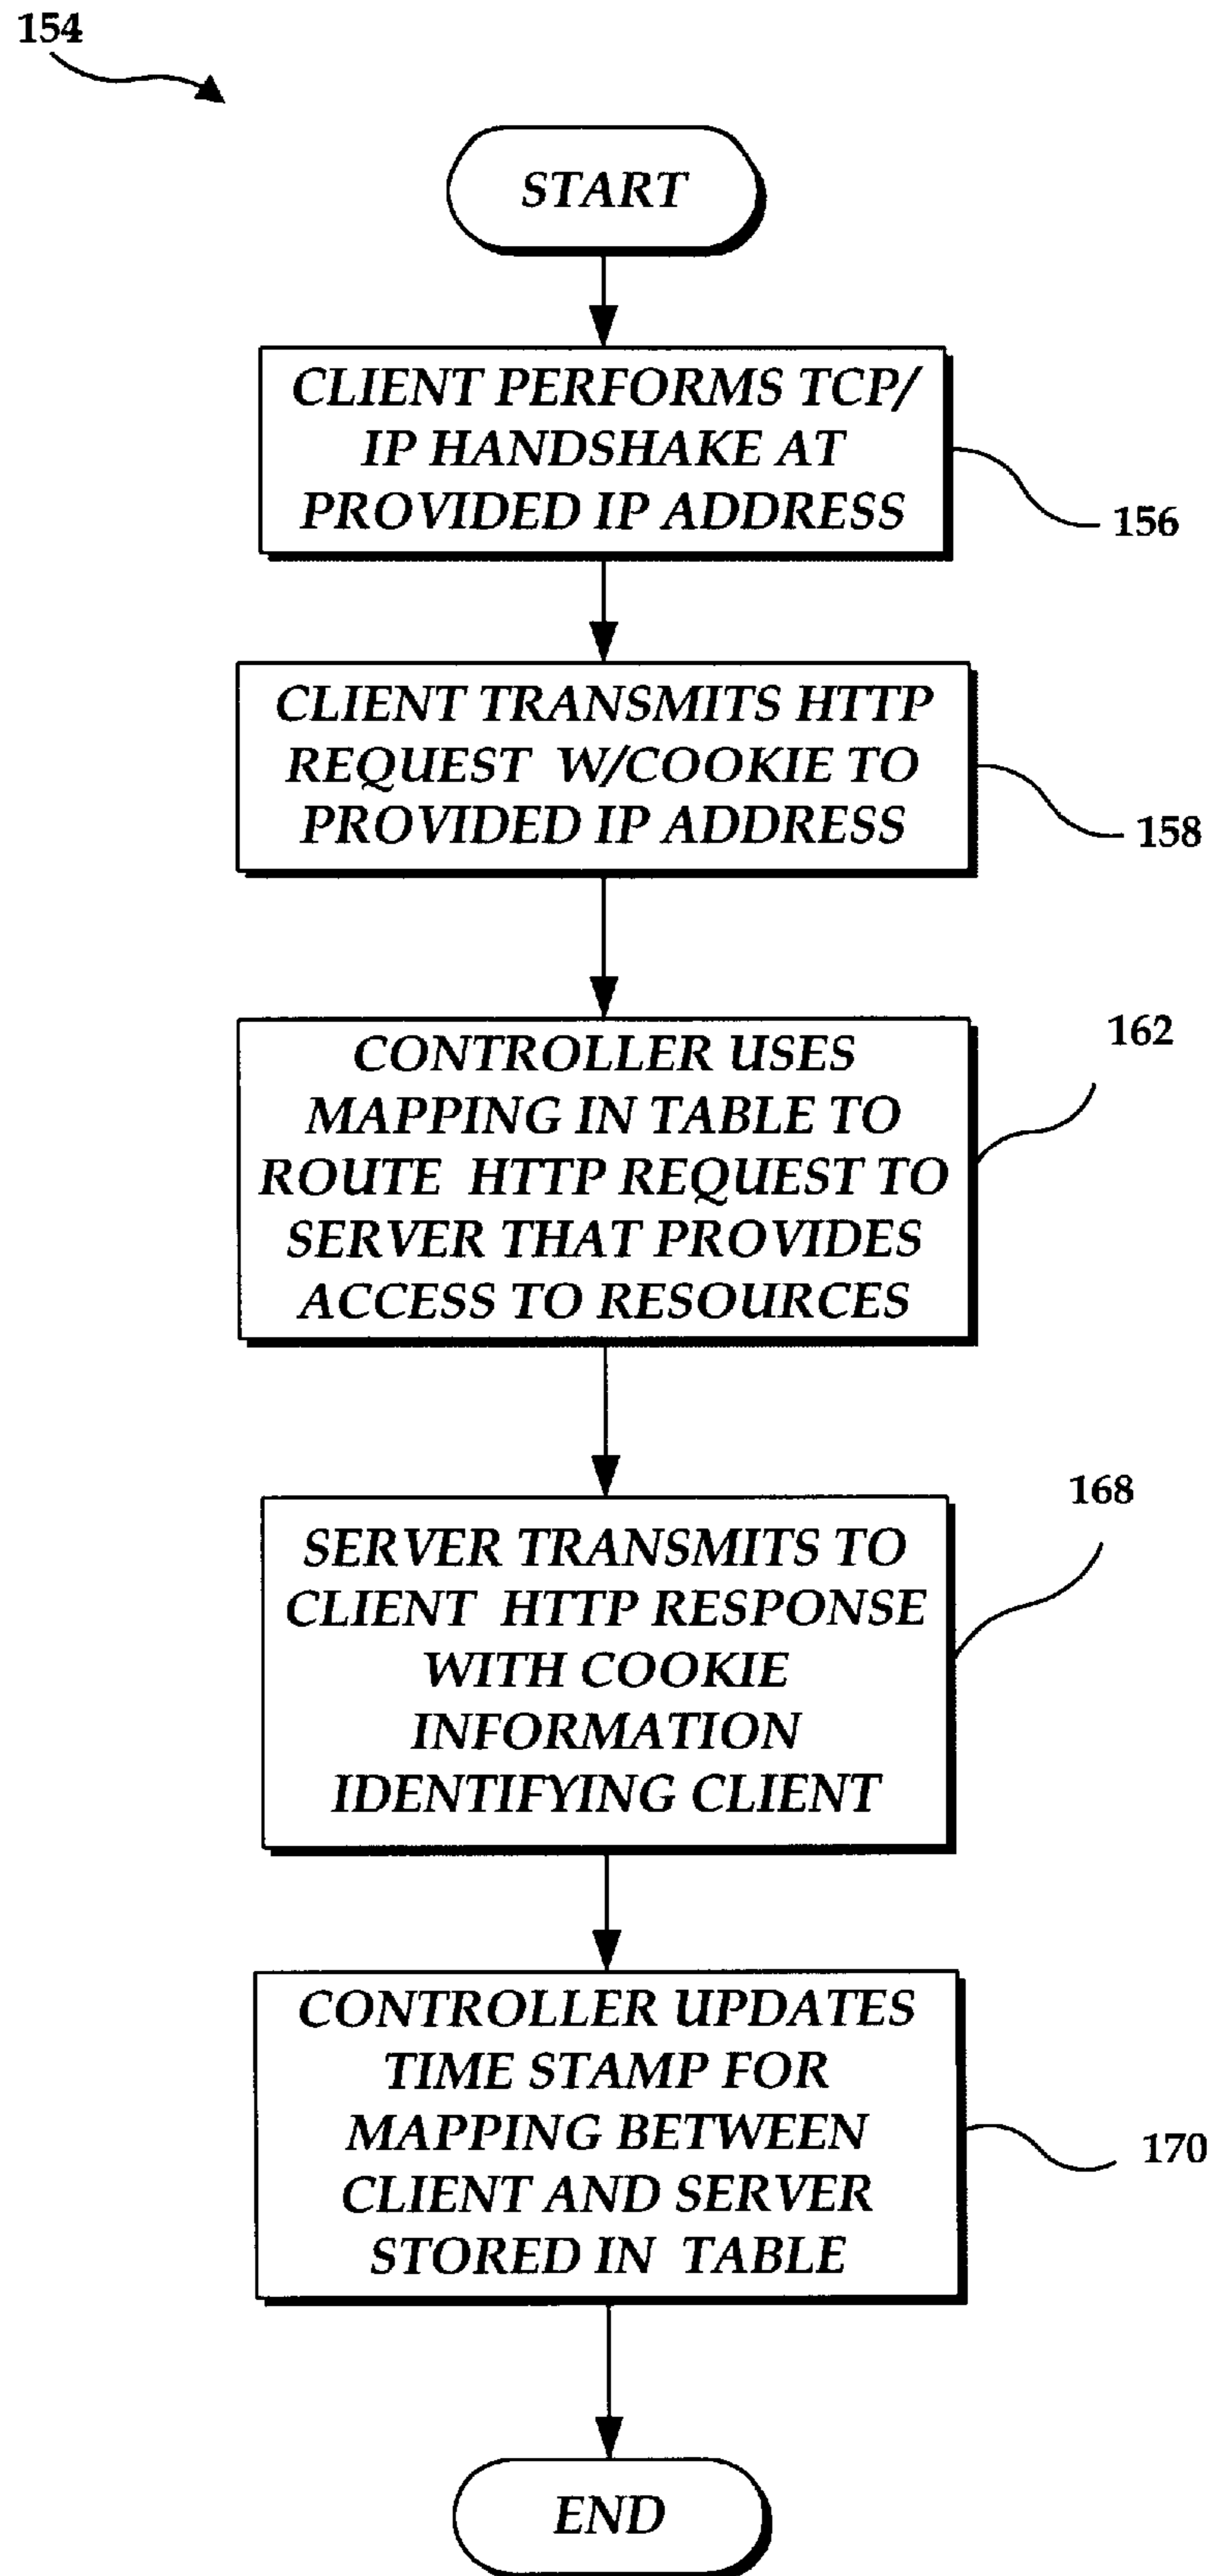 154
START
CLIENT PERFORMS TCP/
IP HANDSHAKE AT
PROVIDED IP ADDRESS
156
CLIENT TRANSMITS HTTP
REQUEST W/COOKIE TO
PROVIDED IP ADDRESS
158
CONTROLLER USES
MAPPING IN TABLE TO
ROUTE HTTP REQUEST TO
SERVER THAT PROVIDES
ACCESS TO RESOURCES
162
SERVER TRANSMITS TO
CLIENT HTTP RESPONSE
WITH COOKIE
INFORMATION
IDENTIFYING CLIENT
168
CONTROLLER UPDATES
TIME STAMP FOR
MAPPING BETWEEN
CLIENT AND SERVER
STORED IN TABLE
170
END